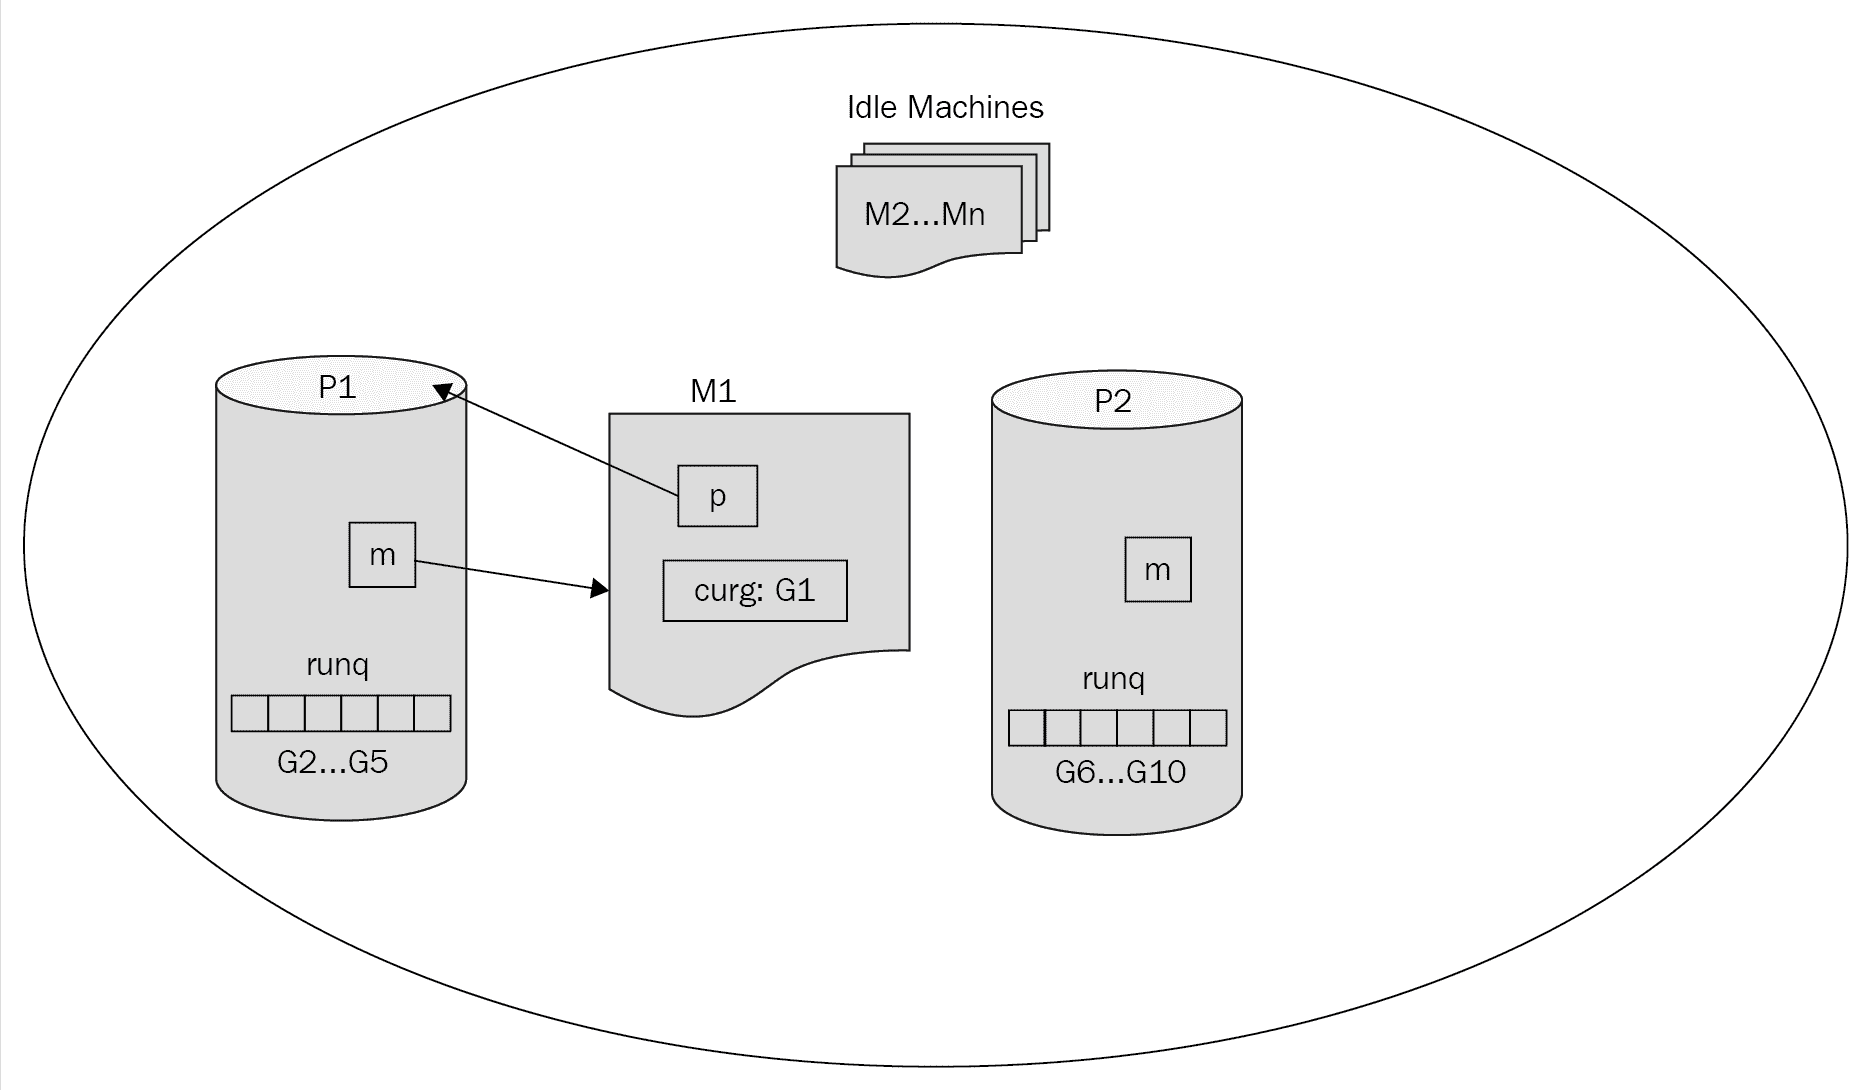 Idle Machines
M2...Mn
P1
M1
P2
p
m
m
curg: G1
runq
runq
G2...G5
G6...G10